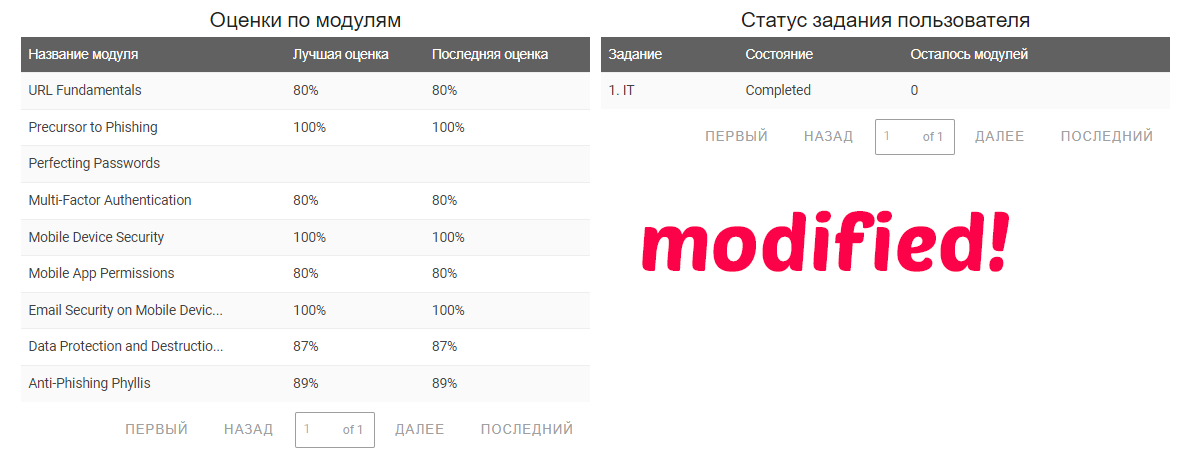 Оценки по модулям
Название модуля Лучшая оценка Последняя оценка
URL Fundamentals 80% 80%
Precursor to Phishing 100% 100%
Perfecting Passwords
Multi-Factor Authentication 80% 80%
Mobile Device Security 100% 100%
Mobile App Permissions 80% 80%
Email Security on Mobile Devic... 100% 100%
Data Protection and Destructio... 87% 87%
Anti-Phishing Phyllis 89% 89%
ПЕРВЫЙ НАЗАД 1 of 1 ДАЛЕЕ ПОСЛЕДНИЙ
Статус задания пользователя
Задание Состояние Осталось модулей
1. IT Completed 0
ПЕРВЫЙ НАЗАД 1 of 1 ДАЛЕЕ ПОСЛЕДНИЙ
modified!